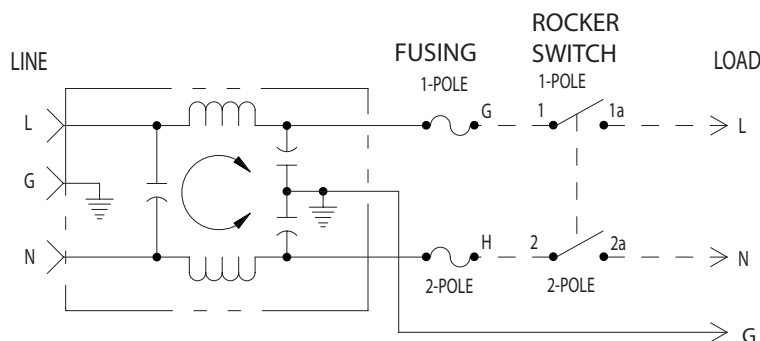 ROCKER
SWITCH
FUSING
LINE
LOAD
1-POLE
1-POLE
L
G
1
1a
L
G
N
H
2
2a
N
2-POLE
2-POLE
G